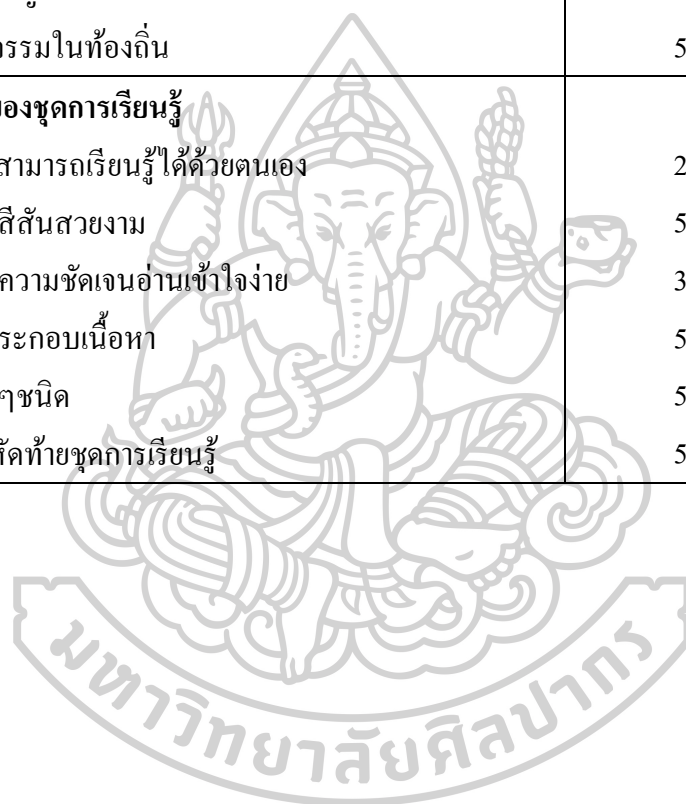 รรมในท้องถิ่น 5
องชุดการเรียนรู้
สามารถเรียนรู้ได้ด้วยตนเอง 2
สีสันสวยงาม 5
ความชัดเจนอ่านเข้าใจง่าย 3
ระกอบเนื้อหา 5
ๆชนิด 5
หัดท้ายชุดการเรียนรู้ 5
มหาวิทยาลัยศิลปากร